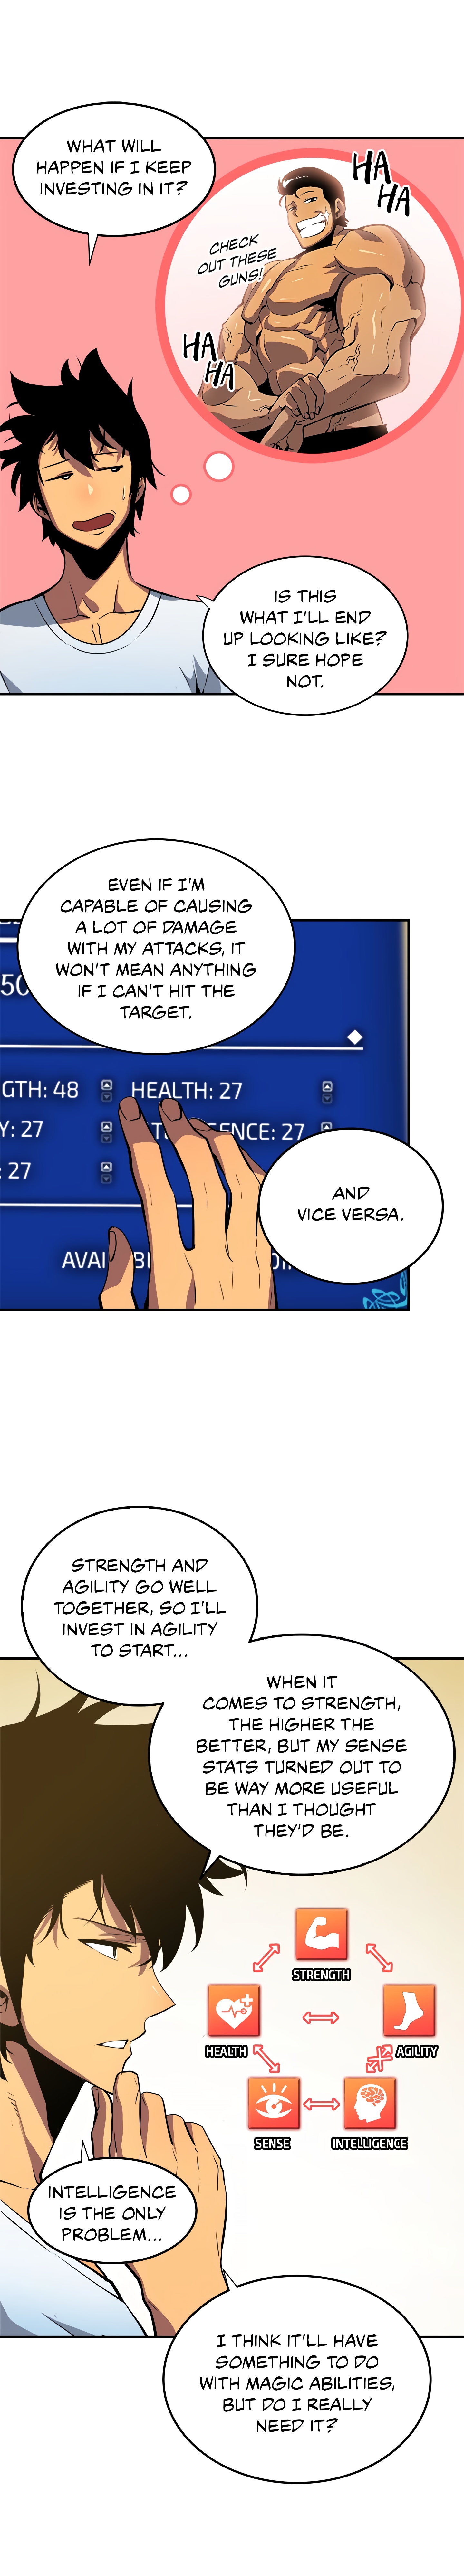 WHAT WILL
HAPPEN IF I KEEP
INVESTING IN IT?
HA
HA
CHECK
OUT THESE
GUNS!
HA
HA
IS THIS
WHAT I'LL END
UP LOOKING LIKE?
I SURE HOPE
NOT.
EVEN IF I'M
CAPABLE OF CAUSING
A LOT OF DAMAGE
WITH MY ATTACKS, IT
WON'T MEAN ANYTHING
IF I CAN'T HIT THE
TARGET.
50
GTH: 48 HEALTH: 27
Y: 27 ENCE: 27
: 27
AND
VICE VERSA.
AVAI
STRENGTH AND
AGILITY GO WELL
TOGETHER, SO I'LL
INVEST IN AGILITY
TO START...
WHEN IT
COMES TO STRENGTH,
THE HIGHER THE
BETTER, BUT MY SENSE
STATS TURNED OUT TO
BE WAY MORE USEFUL
THAN I THOUGHT
THEY'D BE.
STRENGTH
HEALTH
AGILITY
SENSE
INTELLIGENCE
INTELLIGENCE
IS THE ONLY
PROBLEM...
I THINK IT'LL HAVE
SOMETHING TO DO
WITH MAGIC ABILITIES,
BUT DO I REALLY
NEED IT?